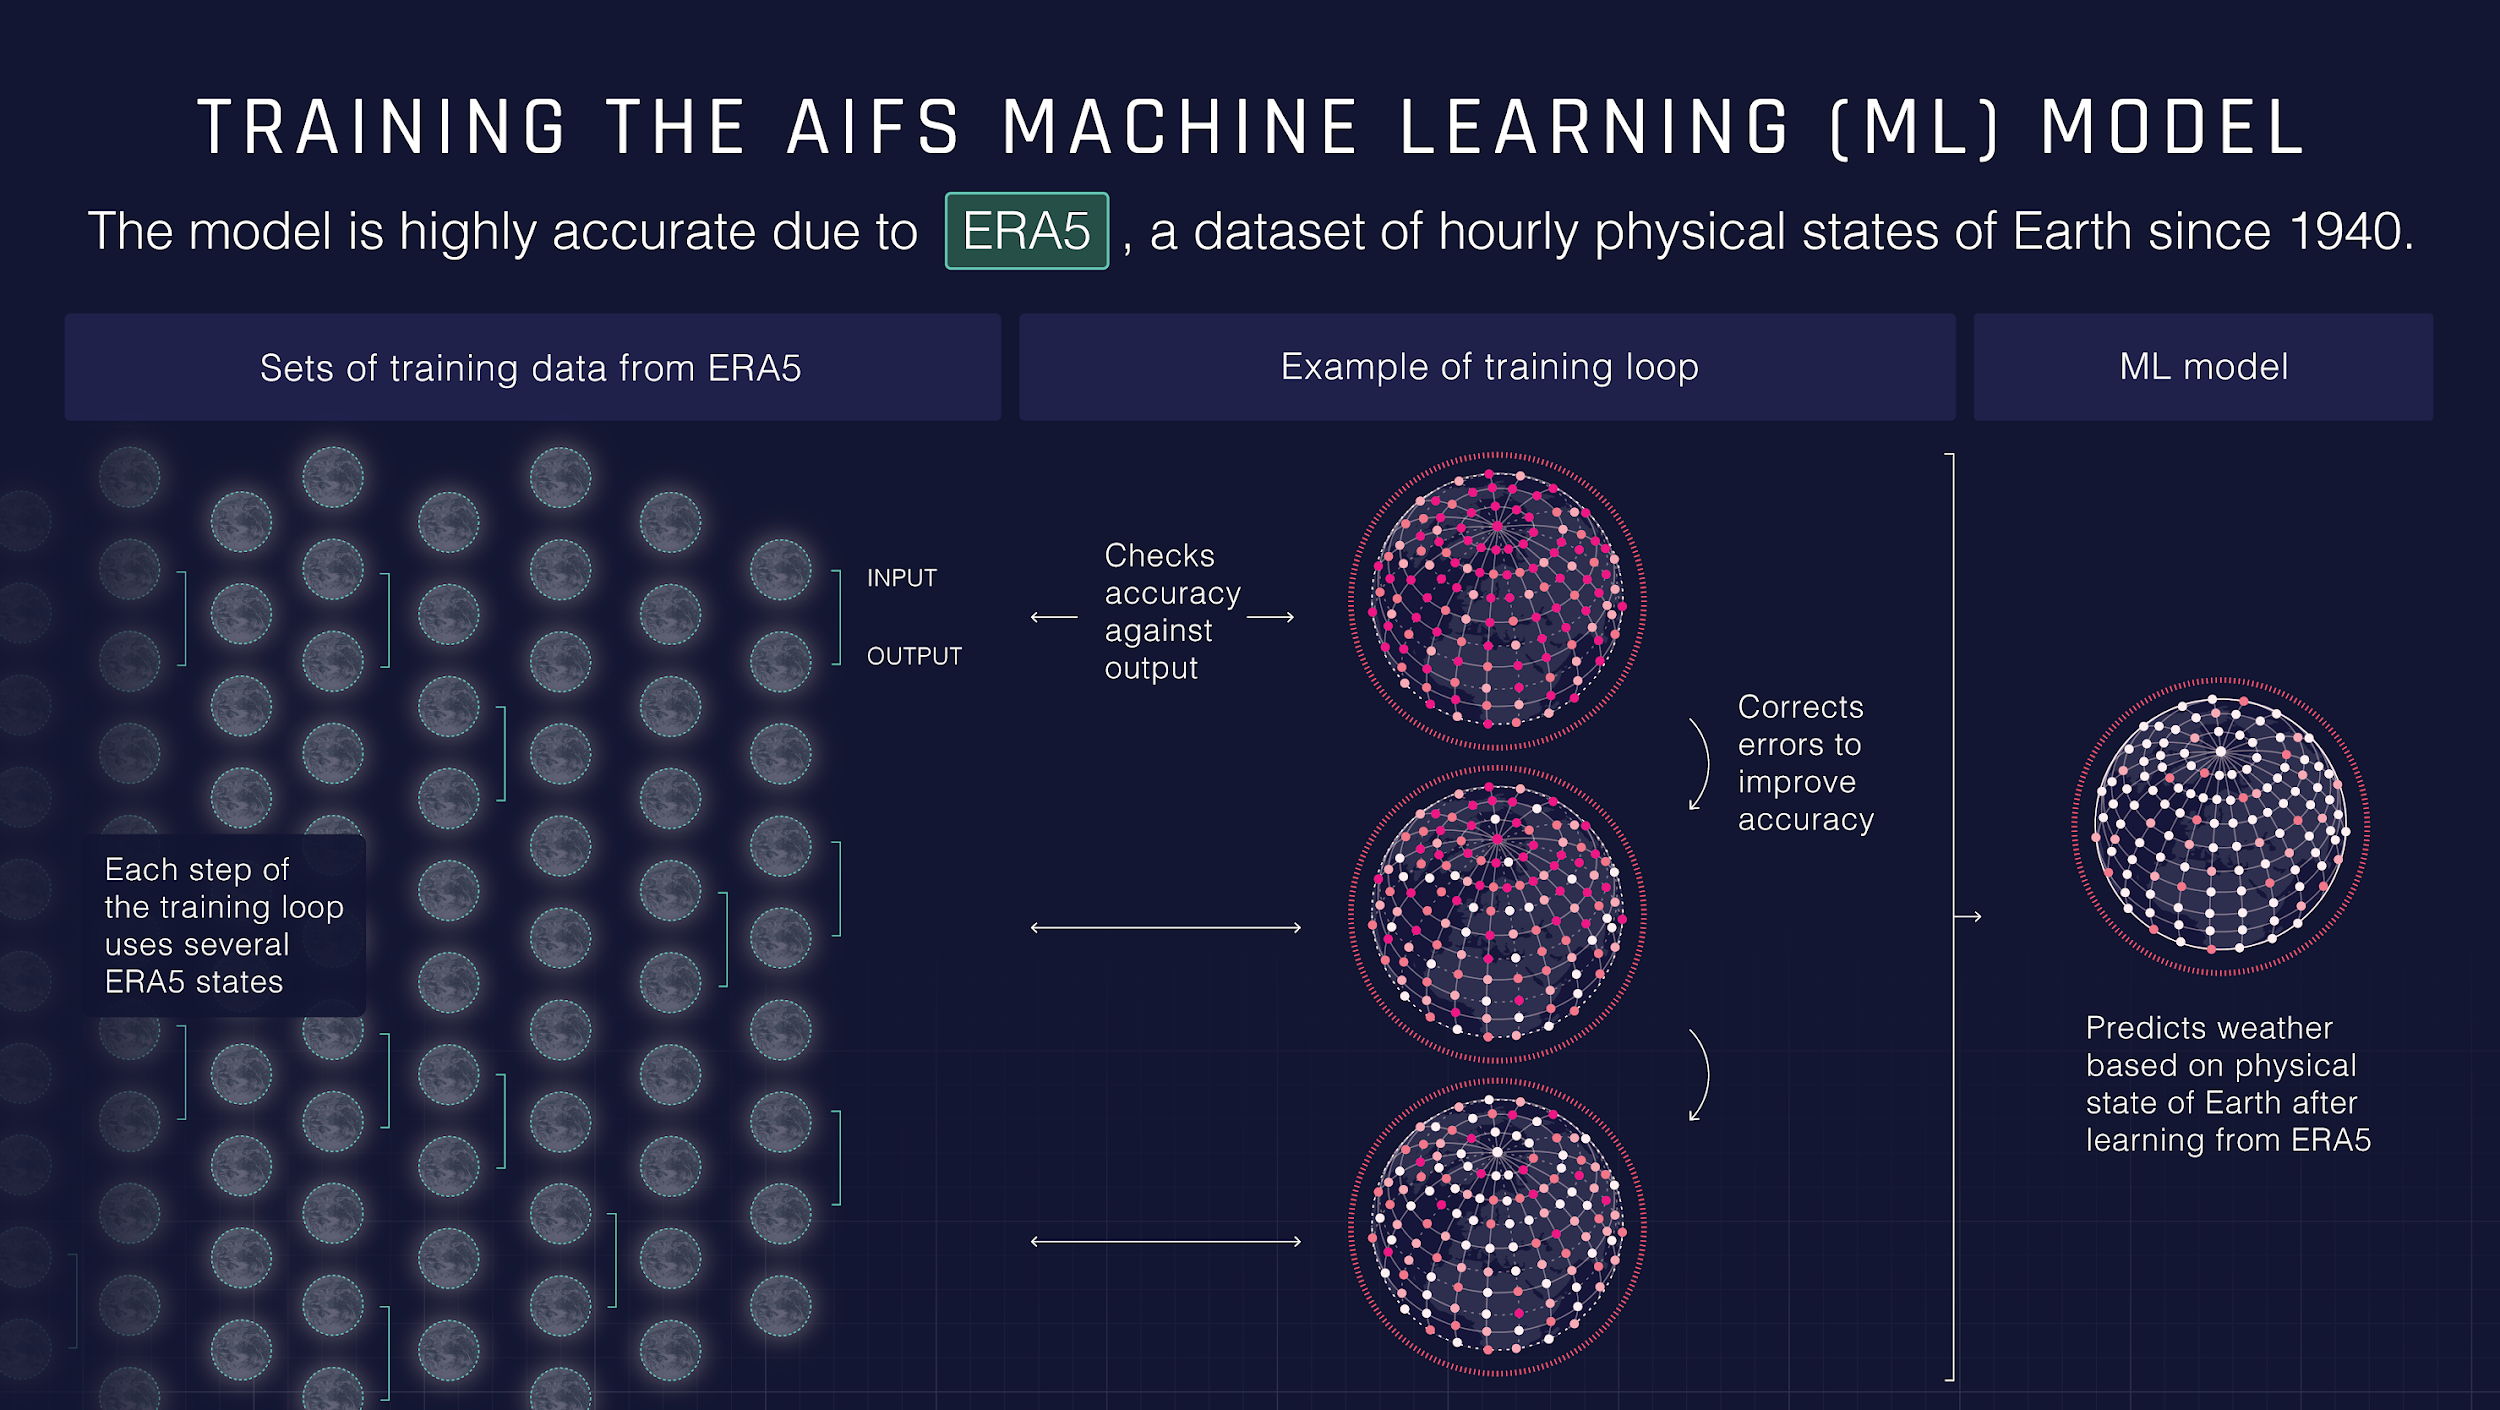 TRAINING THE AIFS MACHINE LEARNING (ML) MODEL
The model is highly accurate due to ERA5 , a dataset of hourly physical states of Earth since 1940.
Sets of training data from ERA5
Example of training loop
ML model
INPUT
OUTPUT
Each step of
the training loop
uses several
ERA5 states
Checks
accuracy
against
output
Corrects
errors to
improve
accuracy
Predicts weather
based on physical
state of Earth after
learning from ERA5